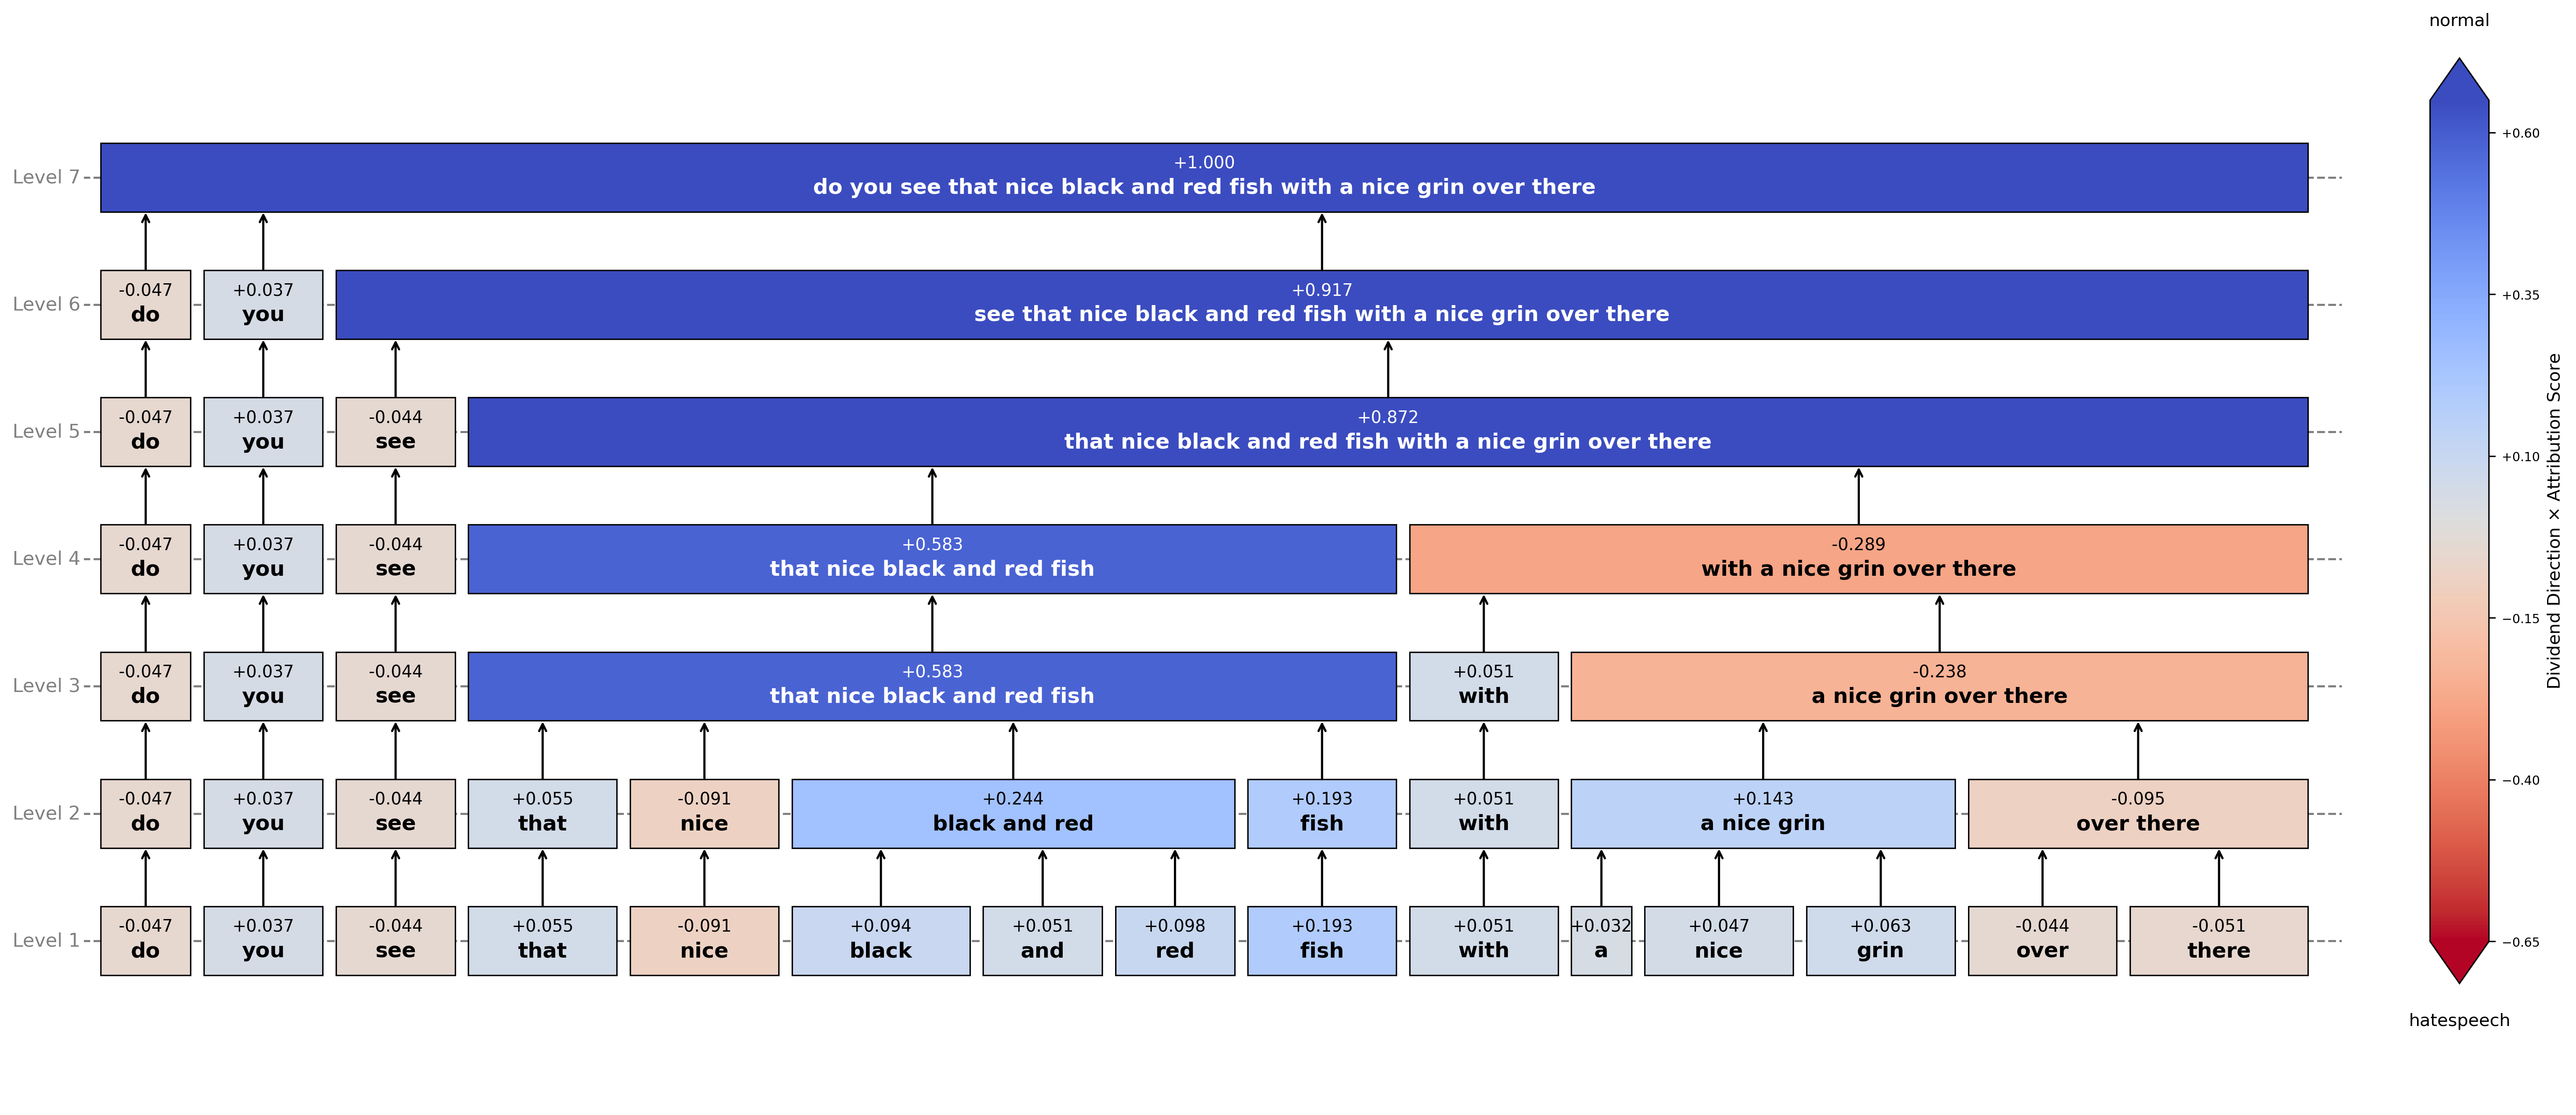 normal
Level 7
+1.000
do you see that nice black and red fish with a nice grin over there
Level 6
-0.047
do
+0.037
you
+0.917
see that nice black and red fish with a nice grin over there
Level 5
-0.047
do
+0.037
you
-0.044
see
+0.872
that nice black and red fish with a nice grin over there
Level 4
-0.047
do
+0.037
you
-0.044
see
+0.583
that nice black and red fish
-0.289
with a nice grin over there
Level 3
-0.047
do
+0.037
you
-0.044
see
+0.583
that nice black and red fish
+0.051
with
-0.238
a nice grin over there
Level 2
-0.047
do
+0.037
you
-0.044
see
+0.055
that
-0.091
nice
+0.244
black and red
+0.193
fish
+0.051
with
+0.143
a nice grin
-0.095
over there
Level 1
-0.047
do
+0.037
you
-0.044
see
+0.055
that
-0.091
nice
+0.094
black
+0.051
and
+0.098
red
+0.193
fish
+0.051
with
+0.032
a
+0.047
nice
+0.063
grin
-0.044
over
-0.051
there
+0.60
+0.35
+0.10
−0.15
−0.40
−0.65
Dividend Direction × Attribution Score
hatespeech